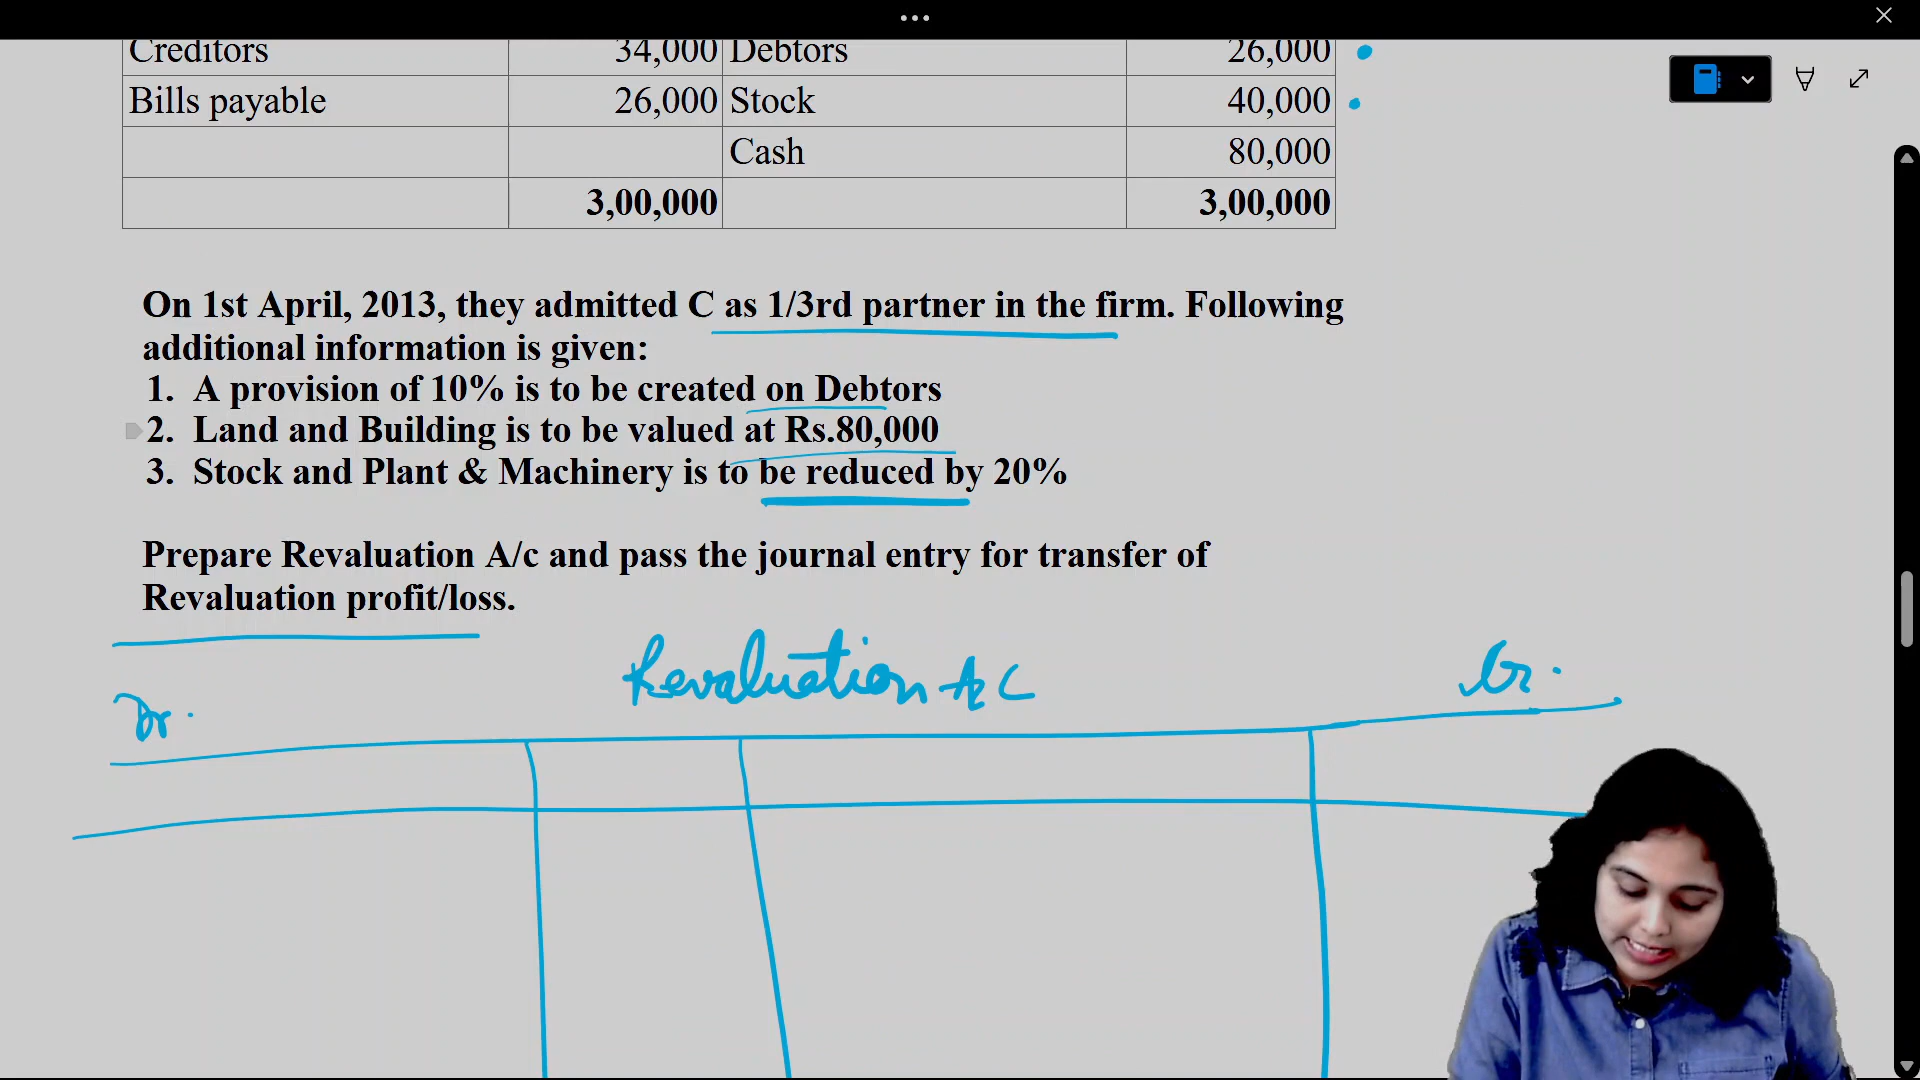 Creditors 34,000 Debtors 26,000
Bills payable 26,000 Stock 40,000
Cash 80,000
3,00,000 3,00,000
On 1st April, 2013, they admitted C as 1/3rd partner in the firm. Following
additional information is given:
1. A provision of 10% is to be created on Debtors
2. Land and Building is to be valued at Rs.80,000
3. Stock and Plant & Machinery is to be reduced by 20%
Prepare Revaluation A/c and pass the journal entry for transfer of
Revaluation profit/loss.
Revaluation A/C
Dr. Cr.